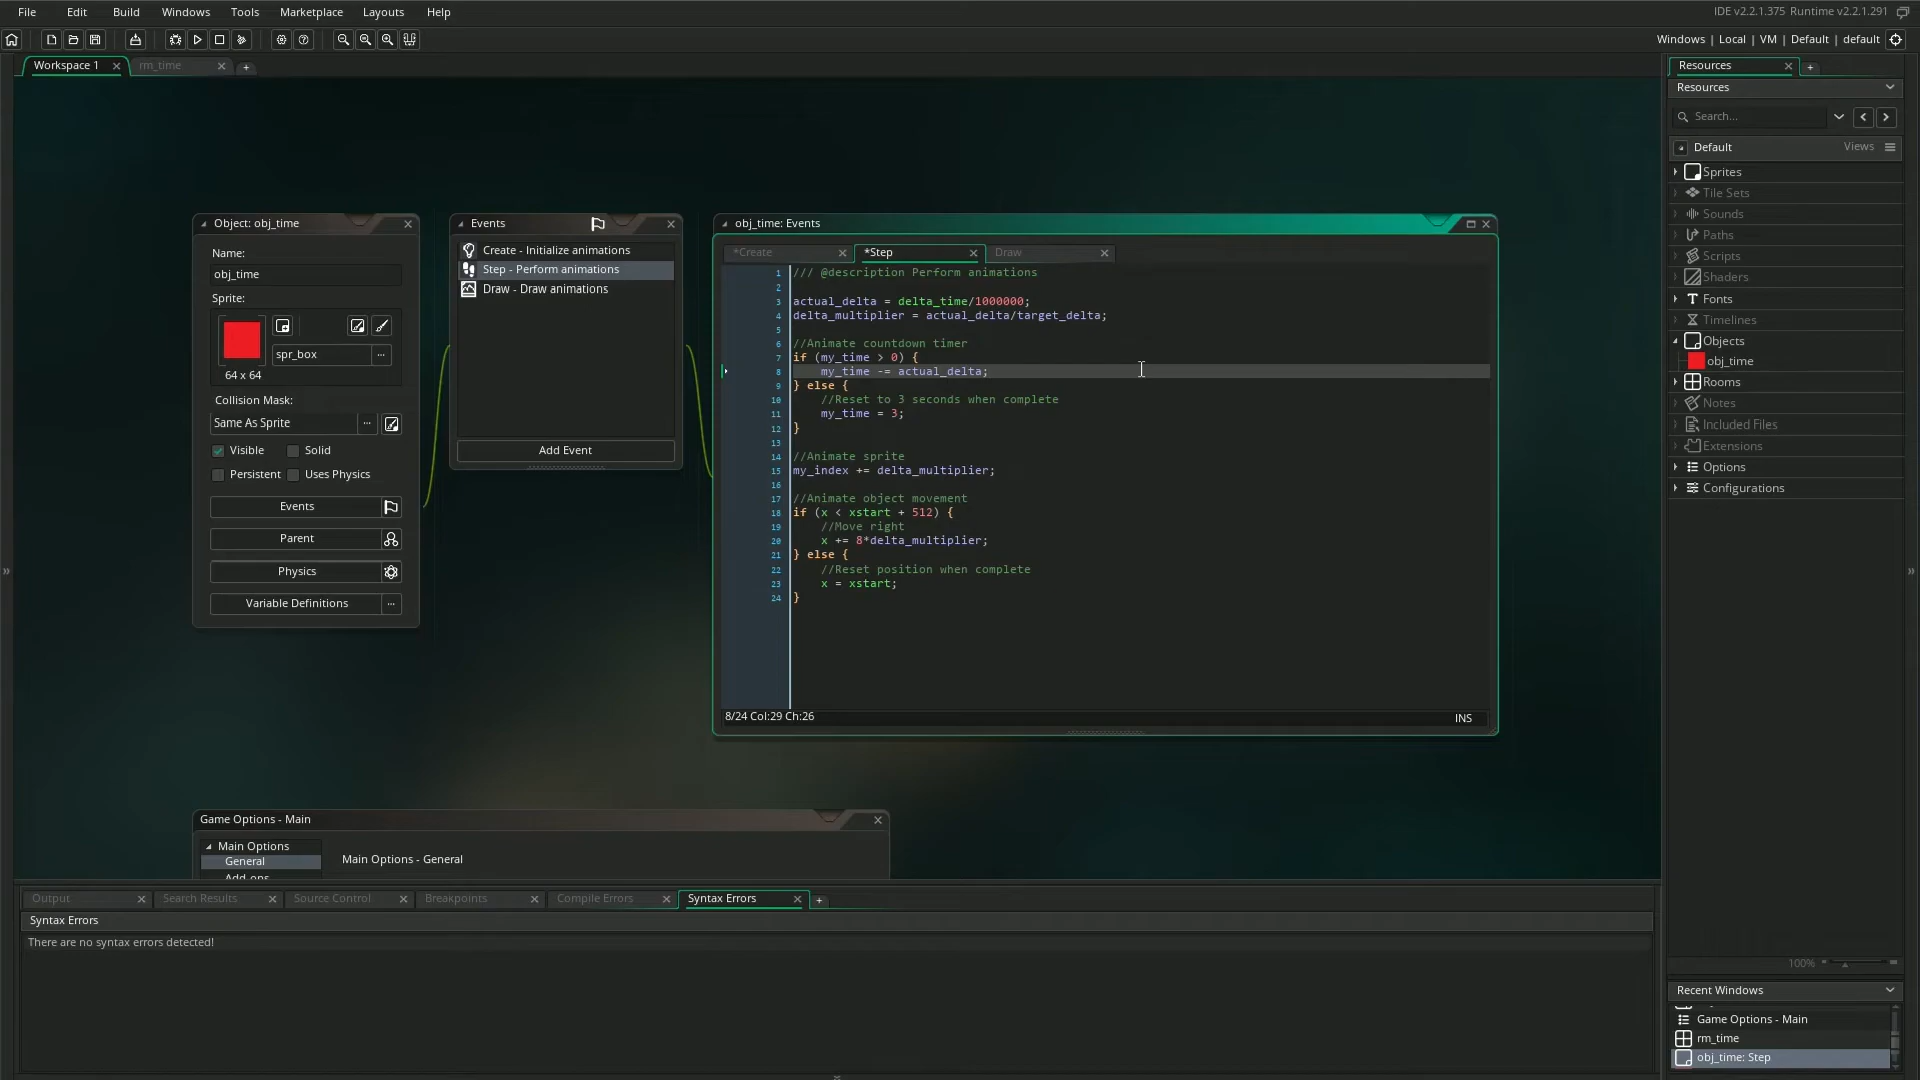 File Edit Build Windows Tools Marketplace Layouts Help
IDE v2.2.1.375 Runtime v2.2.1.291
Windows | Local | VM | Default | default
Workspace 1
rm_time
Object: obj_time
Name:
obj_time
Sprite:
spr_box
64 x 64
Collision Mask:
Same As Sprite
Visible Solid
Persistent Uses Physics
Events
Parent
Physics
Variable Definitions
Events
Create - Initialize animations
Step - Perform animations
Draw - Draw animations
Add Event
obj_time: Events
*Create *Step Draw
1 /// @description Perform animations
2
3 actual_delta = delta_time/1000000;
4 delta_multiplier = actual_delta/target_delta;
5
6 //Animate countdown timer
7 if (my_time > 0) {
8 my_time -= actual_delta;
9 } else {
10 //Reset to 3 seconds when complete
11 my_time = 3;
12 }
13
14 //Animate sprite
15 my_index += delta_multiplier;
16
17 //Animate object movement
18 if (x < xstart + 512) {
19 //Move right
20 x += 8*delta_multiplier;
21 } else {
22 //Reset position when complete
23 x = xstart;
24 }
8/24 Col:29 Ch:26
INS
Game Options - Main
Main Options
General
Add-ons
Main Options - General
Output Search Results Source Control Breakpoints Compile Errors Syntax Errors
Syntax Errors
There are no syntax errors detected!
Resources
Resources
Search...
Default Views
Sprites
Tile Sets
Sounds
Paths
Scripts
Shaders
Fonts
Timelines
Objects
obj_time
Rooms
Notes
Included Files
Extensions
Options
Configurations
100%
Recent Windows
Game Options - Main
rm_time
obj_time: Step